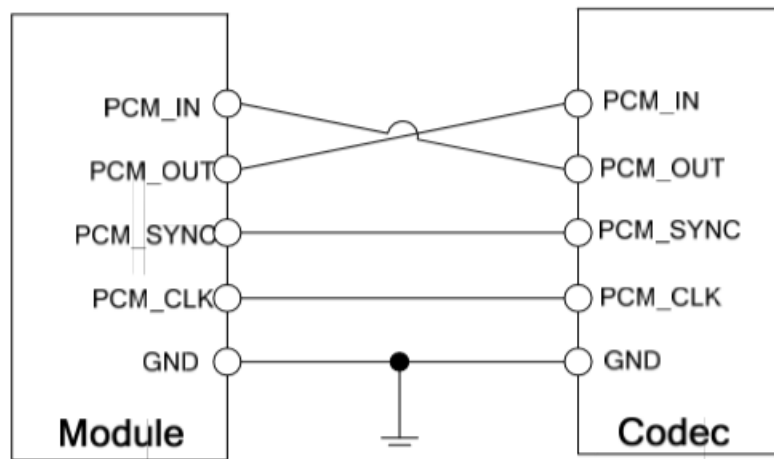 PCM_IN PCM_IN
PCM_OUT PCM_OUT
PCM_SYNC PCM_SYNC
PCM_CLK PCM_CLK
GND GND
Module Codec